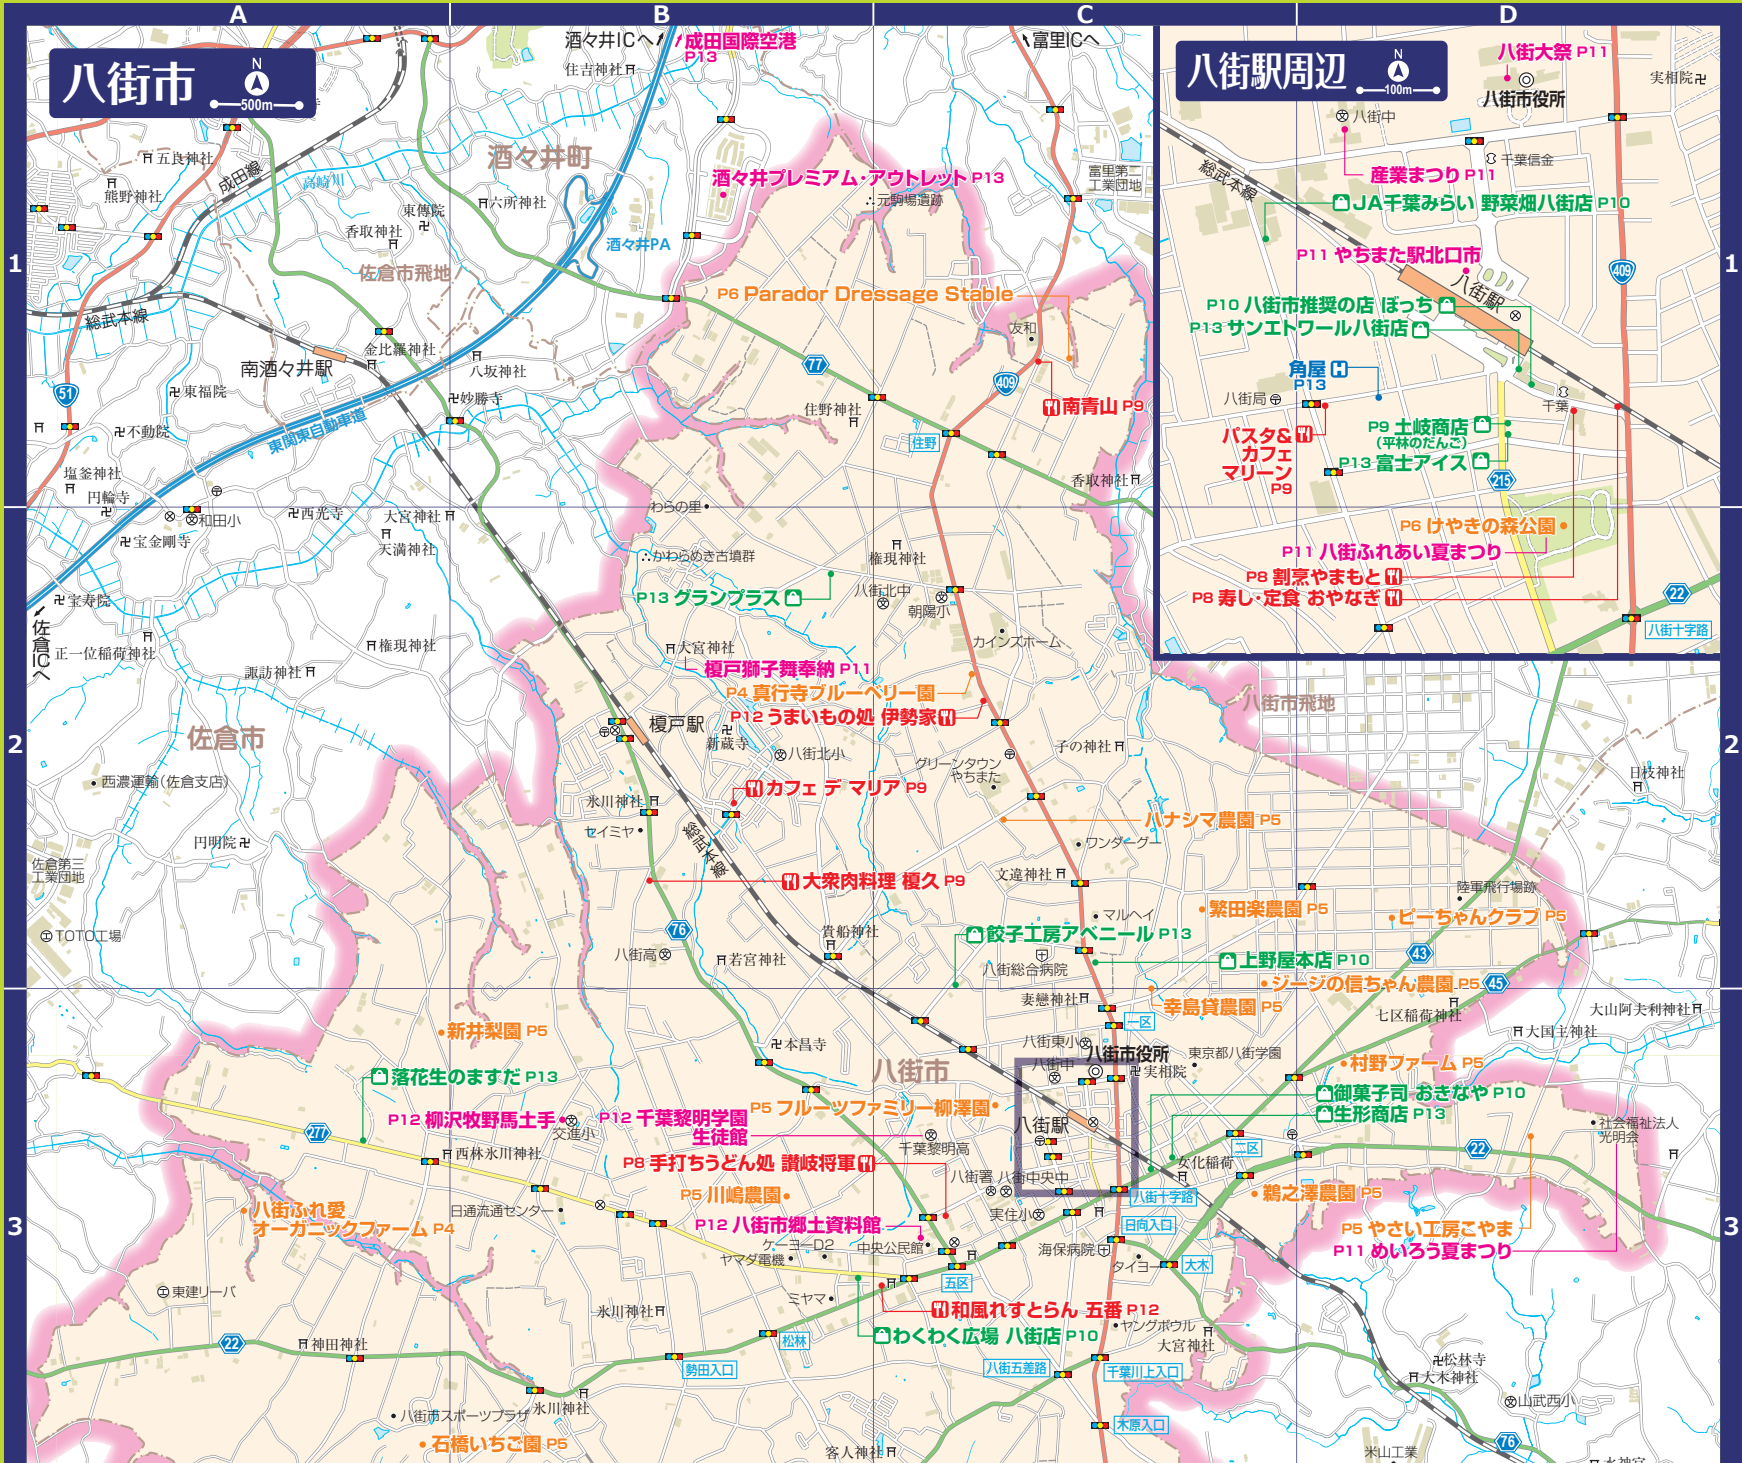 A
B
C
D
1
2
3
1
2
3
八街市
N
500m
八街駅周辺
N
100m
酒々井ICへ
成田国際空港
P13
富里ICへ
住吉神社
五良神社
熊野神社
成田線
高崎川
東傳院
香取神社
六所神社
酒々井町
酒々井PA
佐倉市飛地
酒々井プレミアム・アウトレット P13
元駒場遺跡
富里第二
工業団地
総武本線
南酒々井駅
金比羅神社
八坂神社
妙勝寺
東福院
不動院
51
塩釜神社
円輪寺
東関東自動車道
和田小
西光寺
大宮神社
宝金剛寺
天満神社
宝寿院
佐倉ICへ
正一位稲荷神社
権現神社
諏訪神社
佐倉市
西濃運輸(佐倉支店)
円明院
佐倉第三
工業団地
TOTO工場
P6 Parador Dressage Stable
友和
77
409
南青山 P9
住野神社
住野
香取神社
わらの里
かわらめき古墳群
権現神社
八街北中
朝陽小
P13 グランプラス
カインズホーム
大宮神社
榎戸獅子舞奉納 P11
P4 真行寺ブルーベリー園
P12 うまいもの処 伊勢家
榎戸駅
新蔵寺
八街北小
グリーンタウン
やちまた
子の神社
八街市飛地
日枝神社
カフェ デ マリア P9
氷川神社
セイミヤ
総武本線
ハナシマ農園 P5
ワンダーグー
大衆肉料理 榎久 P9
文違神社
マルヘイ
陸軍飛行場跡
繁田楽農園 P5
ピーちゃんクラブ P5
76
八街高
若宮神社
貴船神社
餃子工房アベニール P13
八街総合病院
上野屋本店 P10
43
45
ジージの信ちゃん農園 P5
妻戀神社
幸島貸農園 P5
一区
七区稲荷神社
大国主神社
大山阿夫利神社
新井梨園 P5
本昌寺
八街市
八街東小
八街中
八街市役所
実相院
東京都八街学園
村野ファーム P5
落花生のますだ P13
P12 柳沢牧野馬土手
交進小
P12 千葉黎明学園
生徒館
P5 フルーツファミリー柳澤園
千葉黎明高
八街駅
御菓子司 おきなや P10
生形商店 P13
社会福祉法人
光明会
277
西林氷川神社
P8 手打ちうどん処 讃岐将軍
P5 川嶋農園
八街署
八街中央中
女化稲荷
二区
22
八街十字路
鵜之澤農園 P5
八街ふれ愛
オーガニックファーム P4
日通流通センター
P12 八街市郷土資料館
実住小
日向入口
P5 やさい工房こやま
P11 めいろう夏まつり
ケーヨーD2
ヤマダ電機
中央公民館
海保病院
タイヨー
大木
五区
東建リーバ
ミヤマ
和風れすとらん 五番 P12
わくわく広場 八街店 P10
ヤングボウル
大宮神社
22
神田神社
氷川神社
松林
勢田入口
八街五差路
千葉川上入口
松林寺
大木神社
山武西小
八街市スポーツプラザ
氷川神社
石橋いちご園 P5
木原入口
客人神社
76
米山工業
水神宮
八街大祭 P11
八街市役所
実相院
八街中
産業まつり P11
千葉信金
総武本線
JA千葉みらい 野菜畑八街店 P10
P11 やちまた駅北口市
八街駅
409
P10 八街市推奨の店 ぼっち
P13 サンエトワール八街店
角屋
P13
八街局
千葉
パスタ&
カフェ
マリーン
P9
P9 土岐商店
(平林のだんご)
P13 富士アイス
215
P6 けやきの森公園
P11 八街ふれあい夏まつり
P8 割烹やまもと
P8 寿し・定食 おやなぎ
22
八街十字路